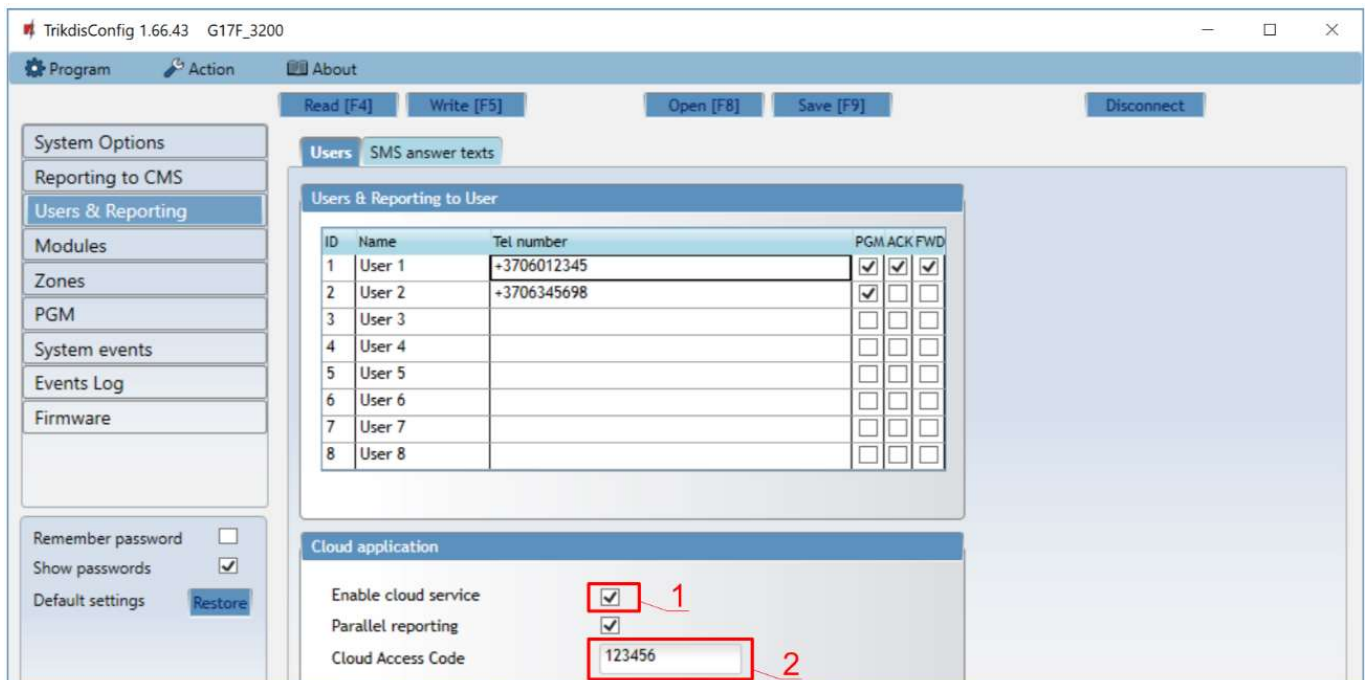 TrikdisConfig 1.66.43 G17F_3200
Program Action About
Read [F4] Write [F5] Open [F8] Save [F9] Disconnect
System Options
Reporting to CMS
Users & Reporting
Modules
Zones
PGM
System events
Events Log
Firmware
Remember password
Show passwords
Default settings Restore
Users SMS answer texts
Users & Reporting to User
ID Name Tel number PGM ACK FWD
1 User 1 +3706012345
2 User 2 +3706345698
3 User 3
4 User 4
5 User 5
6 User 6
7 User 7
8 User 8
Cloud application
Enable cloud service 1
Parallel reporting
Cloud Access Code 123456 2